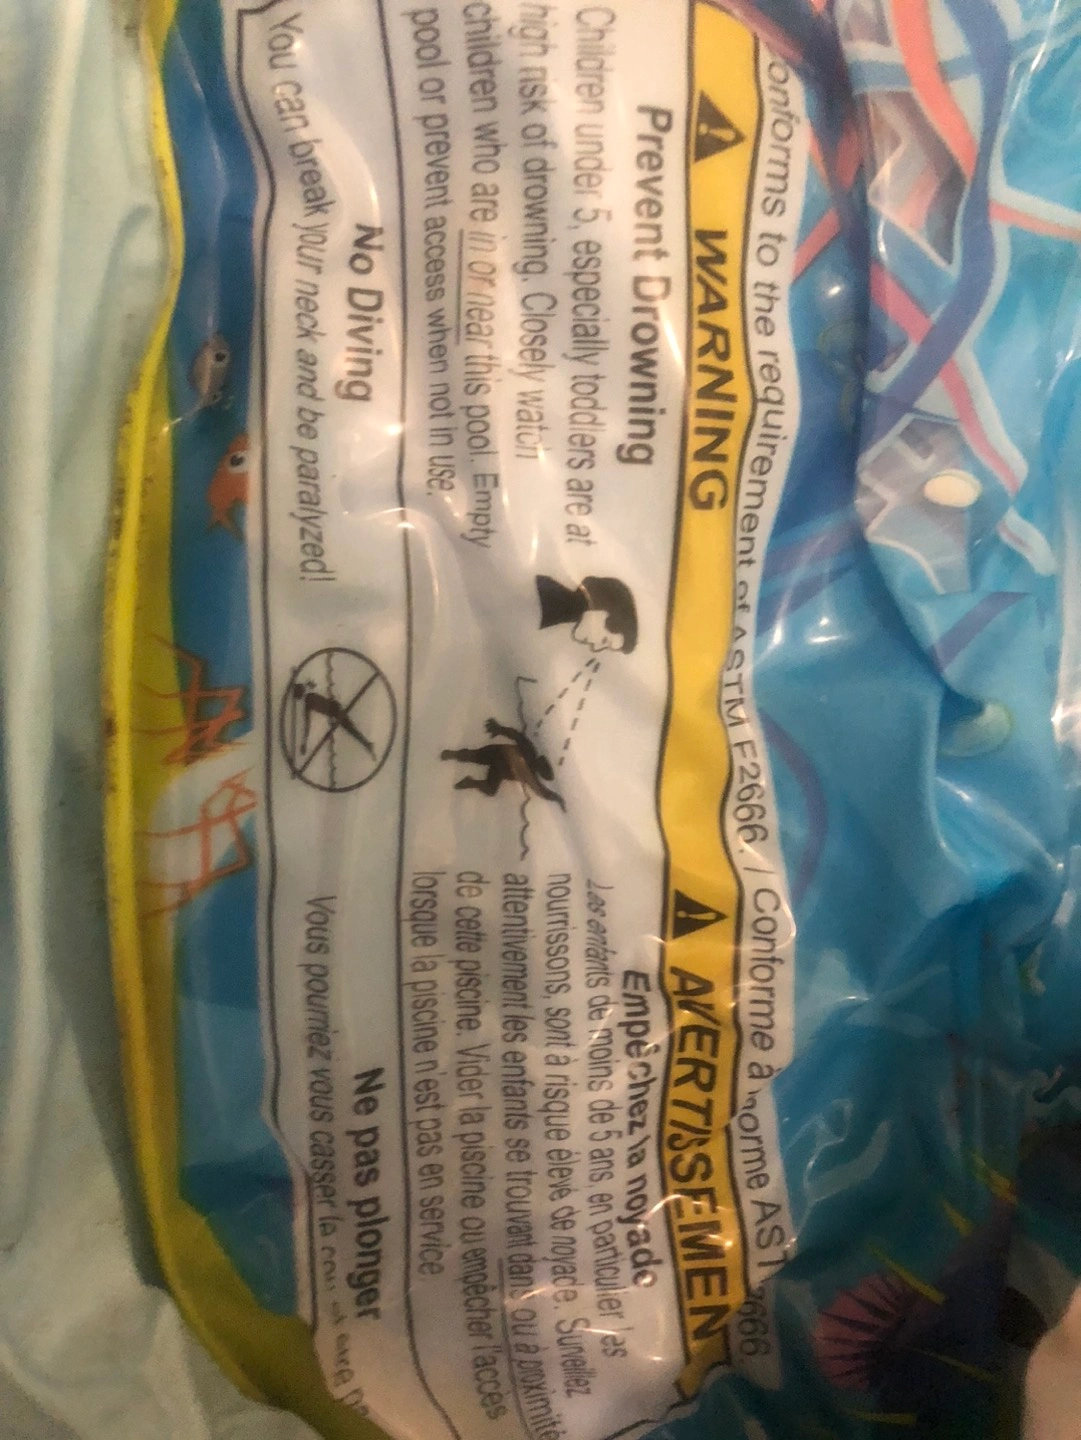 onforms to the requirement of ASTM F2666. / Conforme à norme AST 2666
WARNING
AVERTISSEMEN
Prevent Drowning
Children under 5, especially toddlers are at
high risk of drowning. Closely watch
children who are in or near this pool. Empty
pool or prevent access when not in use.
Empêchez la noyade
Les enfants de moins de 5 ans, en particulier les
nourrissons, sont à risque élevé de noyade. Surveillez
attentivement les enfants se trouvant dans ou à proximité
de cette piscine. Vider la piscine ou empêcher l'accès
lorsque la piscine n'est pas en service
No Diving
You can break your neck and be paralyzed!
Ne pas plonger
Vous pourriez vous casser le cou